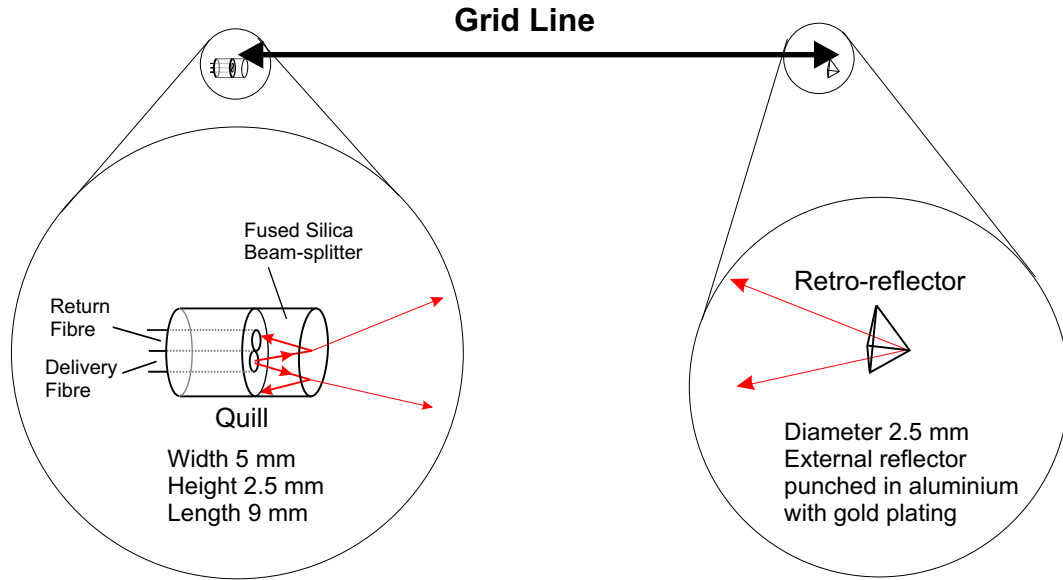 Grid Line
Fused Silica
Beam-splitter
Return
Fibre
Delivery
Fibre
Quill
Width 5 mm
Height 2.5 mm
Length 9 mm
Retro-reflector
Diameter 2.5 mm
External reflector
punched in aluminium
with gold plating